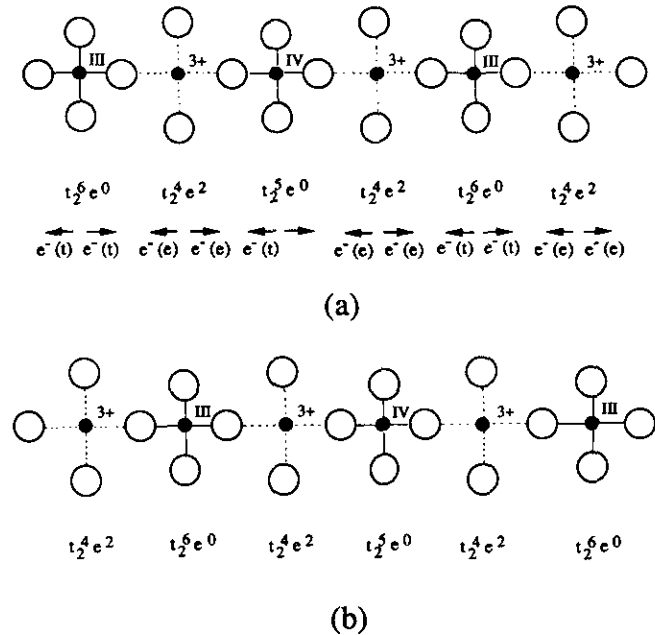 III 3+ IV 3+ III 3+
t₂⁶e⁰ t₂⁴e² t₂⁵e⁰ t₂⁴e² t₂⁶e⁰ t₂⁴e²
e⁻(t) e⁻(t) e⁻(e) e⁻(e) e⁻(t) e⁻(e) e⁻(e) e⁻(t) e⁻(t) e⁻(e) e⁻(e)
(a)
3+ III 3+ IV 3+ III
t₂⁴e² t₂⁶e⁰ t₂⁴e² t₂⁵e⁰ t₂⁴e² t₂⁶e⁰
(b)